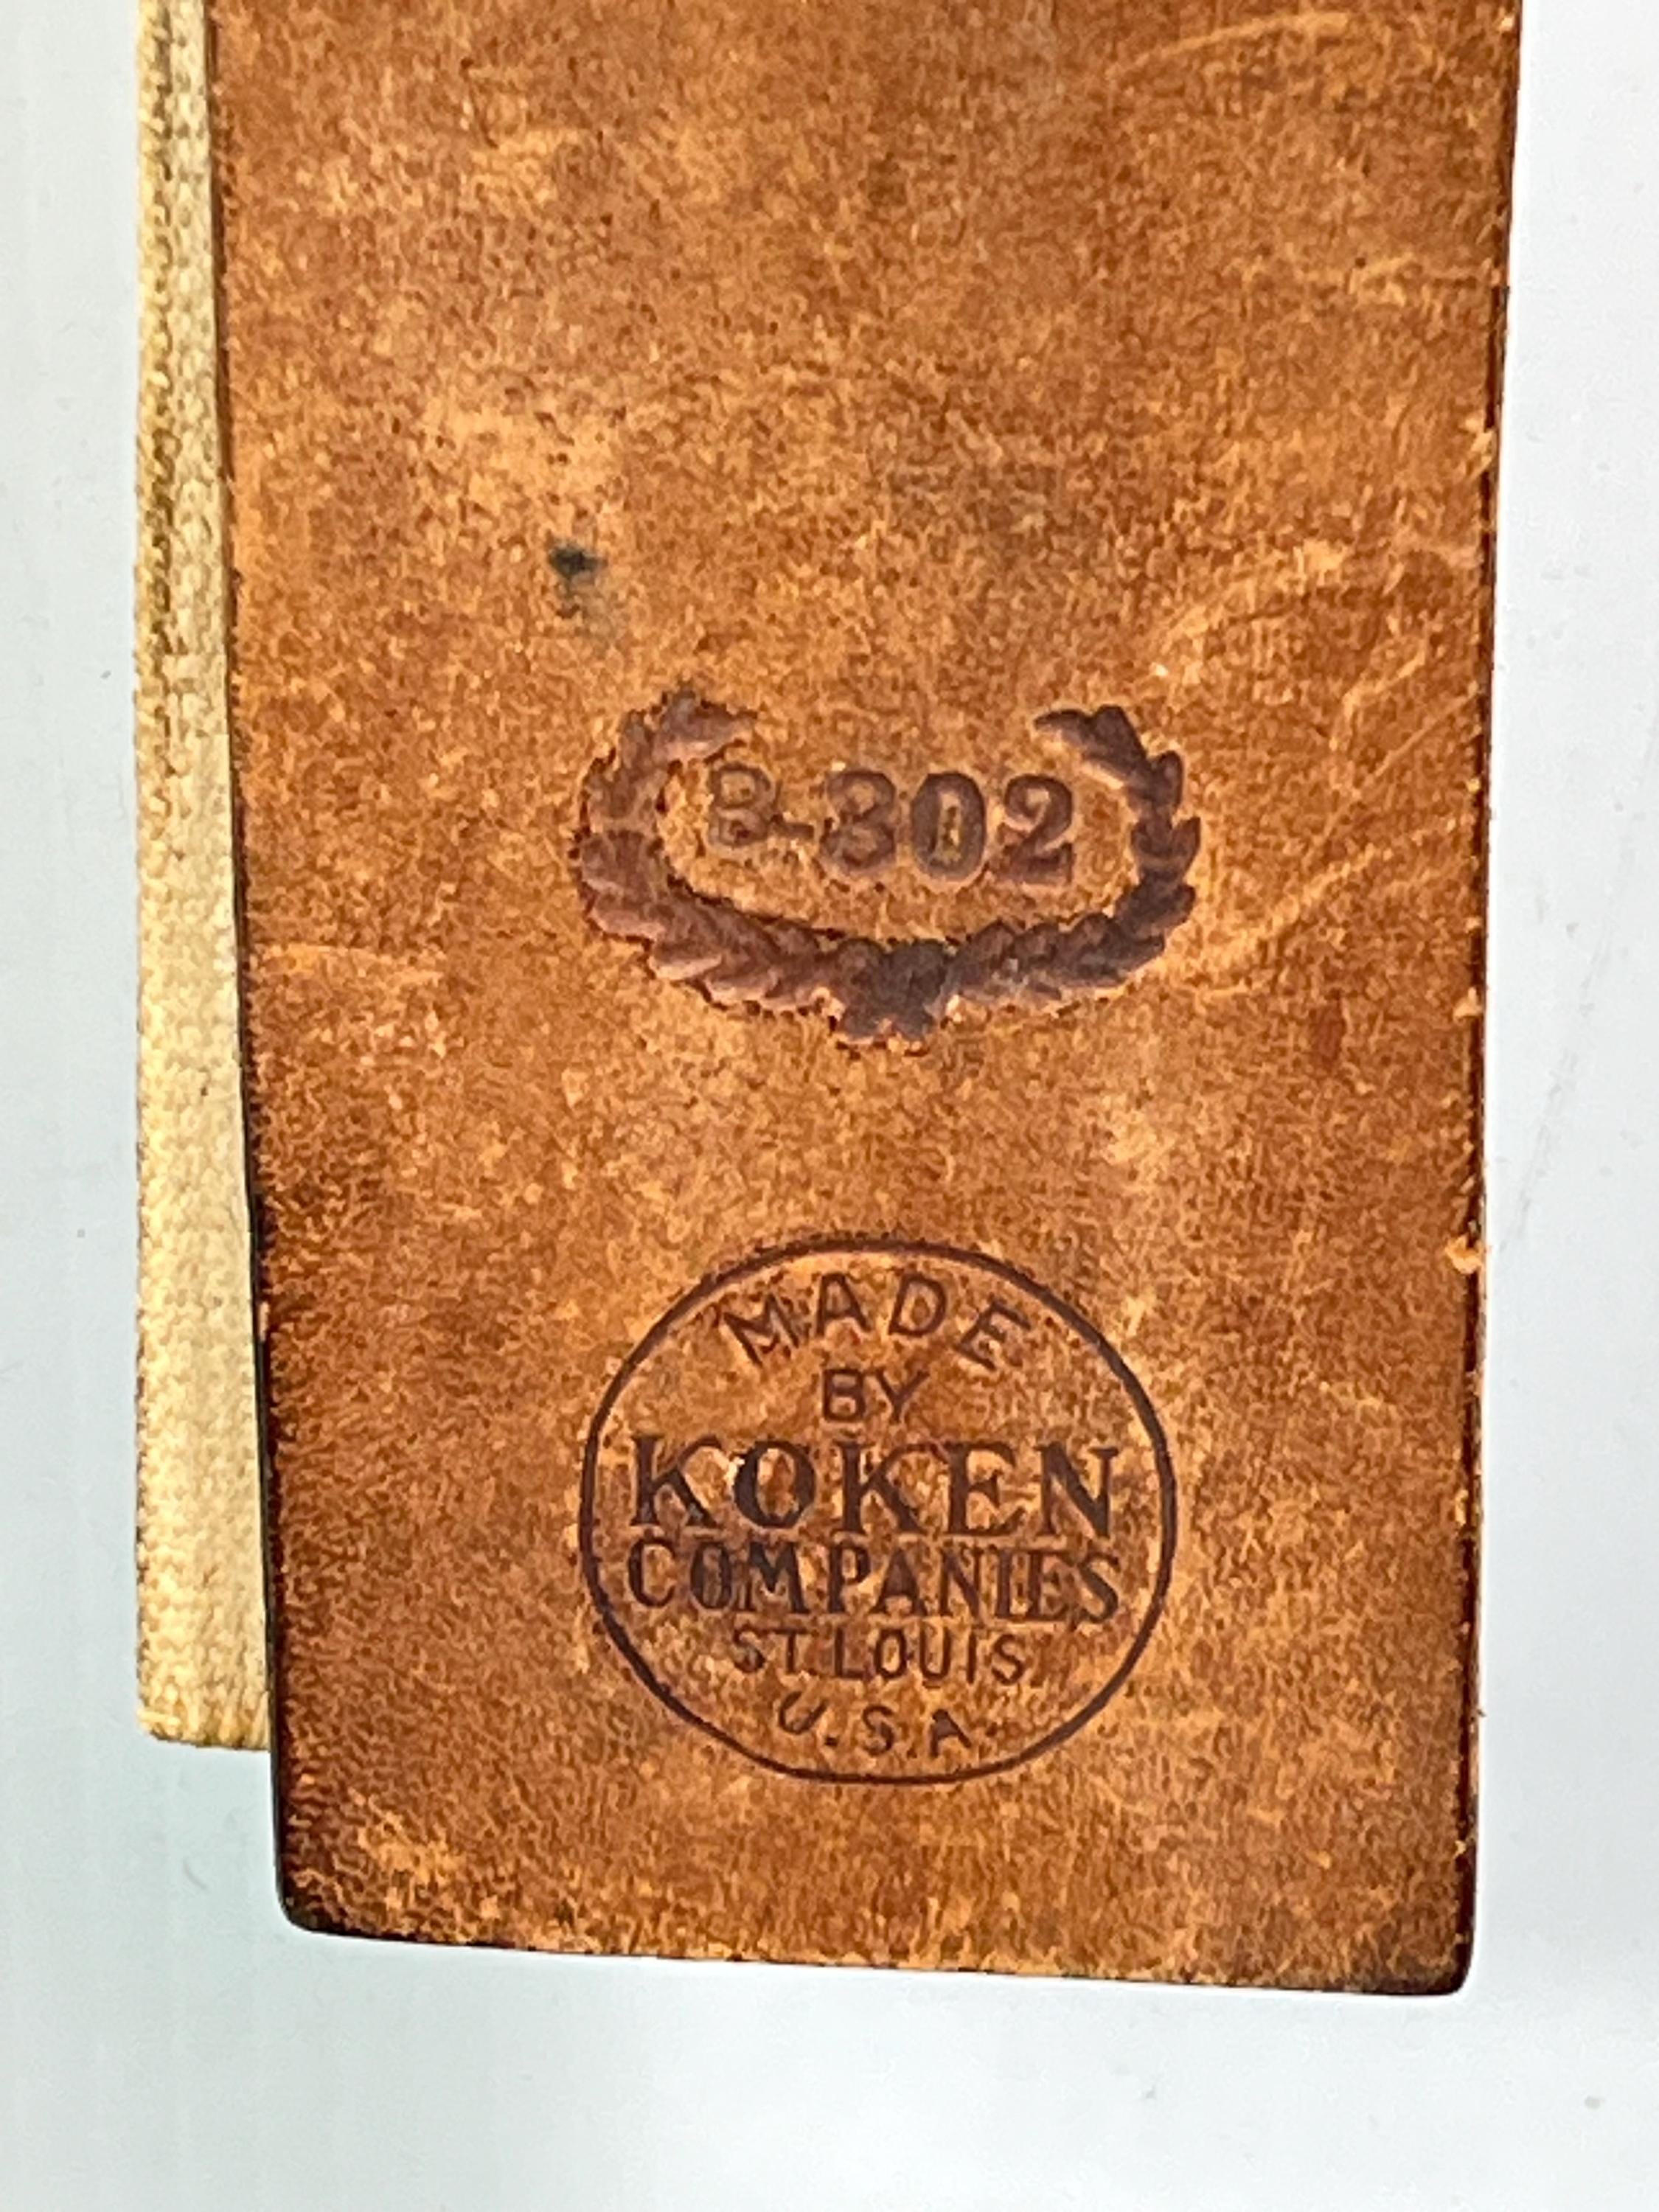 B-302
MADE
BY
KOKEN
COMPANIES
ST. LOUIS
U.S.A.